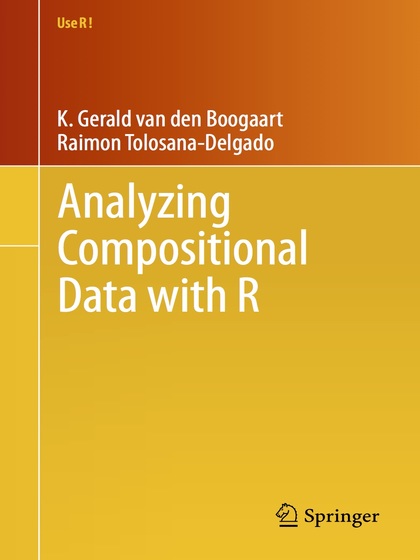 Use R!
K. Gerald van den Boogaart
Raimon Tolosana-Delgado
Analyzing
Compositional
Data with R
Springer